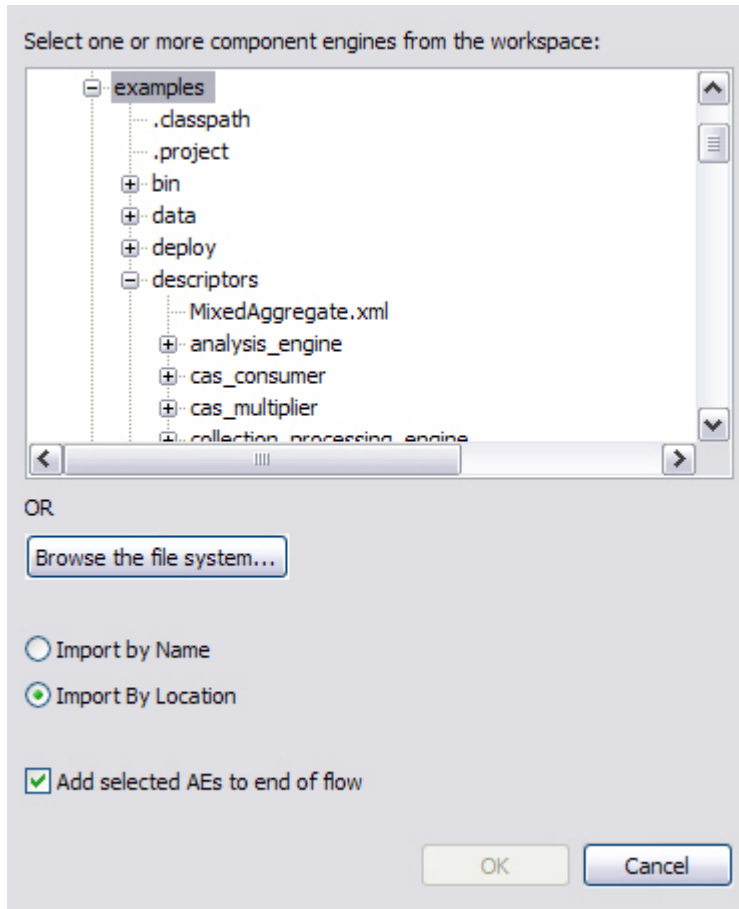 Select one or more component engines from the workspace:
examples
.classpath
.project
bin
data
deploy
descriptors
MixedAggregate.xml
analysis_engine
cas_consumer
cas_multiplier
collection_processing_engine
OR
Browse the file system...
Import by Name
Import By Location
Add selected AEs to end of flow
OK
Cancel